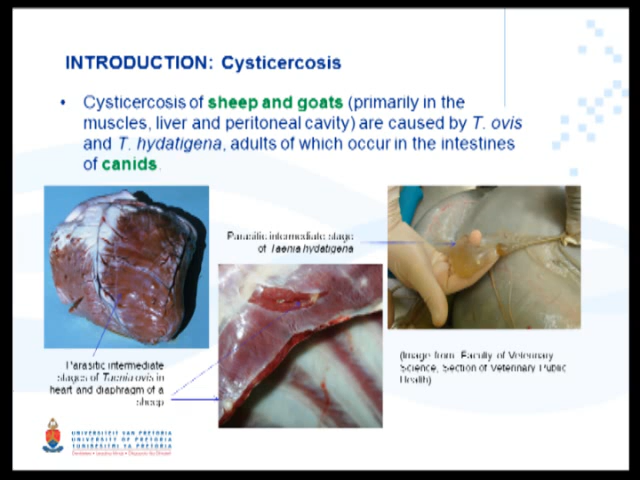 INTRODUCTION: Cysticercosis
• Cysticercosis of sheep and goats (primarily in the
muscles, liver and peritoneal cavity) are caused by T. ovis
and T. hydatigena, adults of which occur in the intestines
of canids.
Parasitic intermediate stage
of Taenia hydatigena
Parasitic intermediate
stages of Taenia ovis in
heart and diaphragm of a
sheep
(Image from: Faculty of Veterinary
Science, Section of Veterinary Public
Health)
UNIVERSITEIT VAN PRETORIA
UNIVERSITY OF PRETORIA
YUNIBESITHI YA PRETORIA